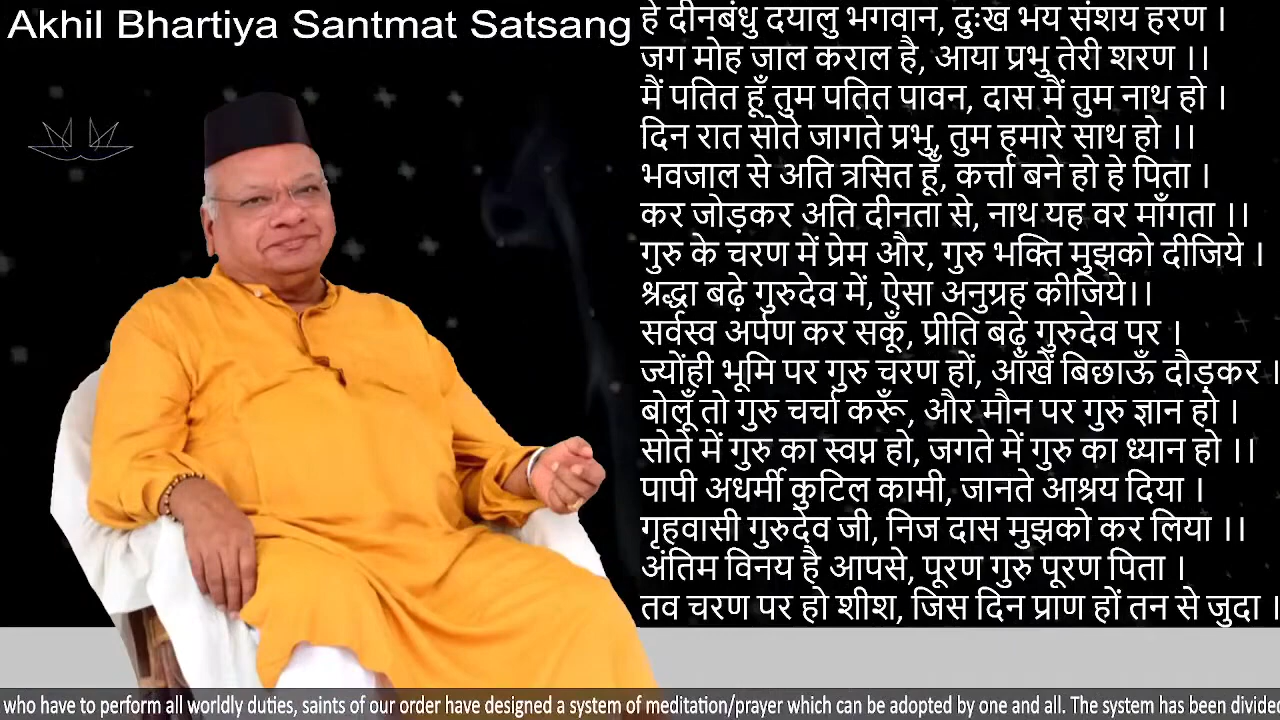 Akhil Bhartiya Santmat Satsang
हे दीनबंधु दयालु भगवान, दुःख भय संशय हरण ।
जग मोह जाल कराल है, आया प्रभु तेरी शरण ।।
मैं पतित हूँ तुम पतित पावन, दास मैं तुम नाथ हो ।
दिन रात सोते जागते प्रभु, तुम हमारे साथ हो ।।
भवजाल से अति त्रसित हूँ, कर्त्ता बने हो हे पिता ।
कर जोड़कर अति दीनता से, नाथ यह वर माँगता ।।
गुरु के चरण में प्रेम और, गुरु भक्ति मुझको दीजिये ।
श्रद्धा बढ़े गुरुदेव में, ऐसा अनुग्रह कीजिये।।
सर्वस्व अर्पण कर सकूँ, प्रीति बढ़े गुरुदेव पर ।
ज्योंही भूमि पर गुरु चरण हों, आँखें बिछाऊँ दौड़कर ।
बोलूँ तो गुरु चर्चा करूँ, और मौन पर गुरु ज्ञान हो ।
सोते में गुरु का स्वप्न हो, जगते में गुरु का ध्यान हो ।।
पापी अधर्मी कुटिल कामी, जानते आश्रय दिया ।
गृहवासी गुरुदेव जी, निज दास मुझको कर लिया ।।
अंतिम विनय है आपसे, पूरण गुरु पूरण पिता ।
तव चरण पर हो शीश, जिस दिन प्राण हों तन से जुदा ।
who have to perform all worldly duties, saints of our order have designed a system of meditation/prayer which can be adopted by one and all. The system has been divided